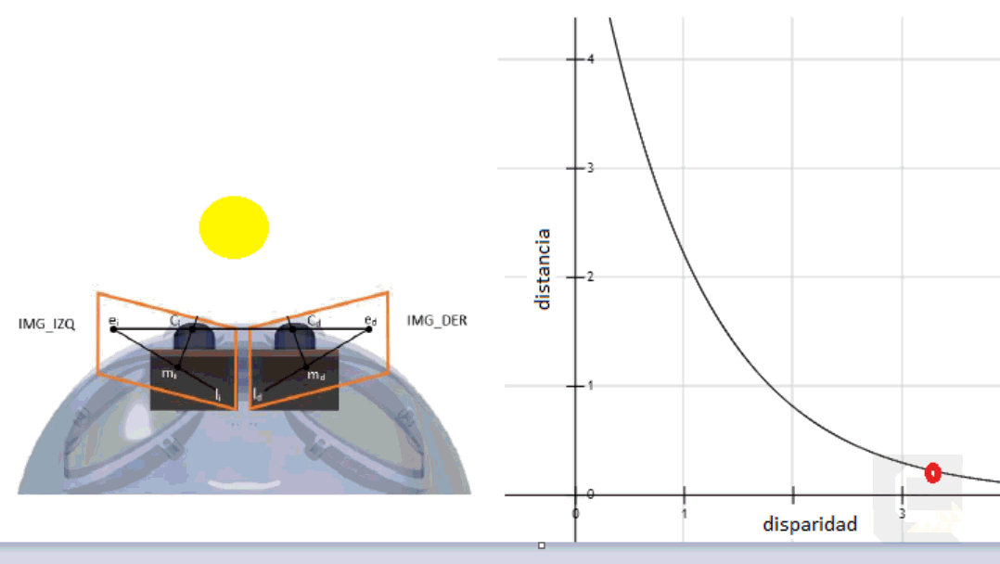 IMG_IZQ
eᵢ
Cᵢ
C_d
e_d
IMG_DER
mᵢ
m_d
lᵢ
l_d
distancia
4
3
2
1
0
0
1
3
disparidad